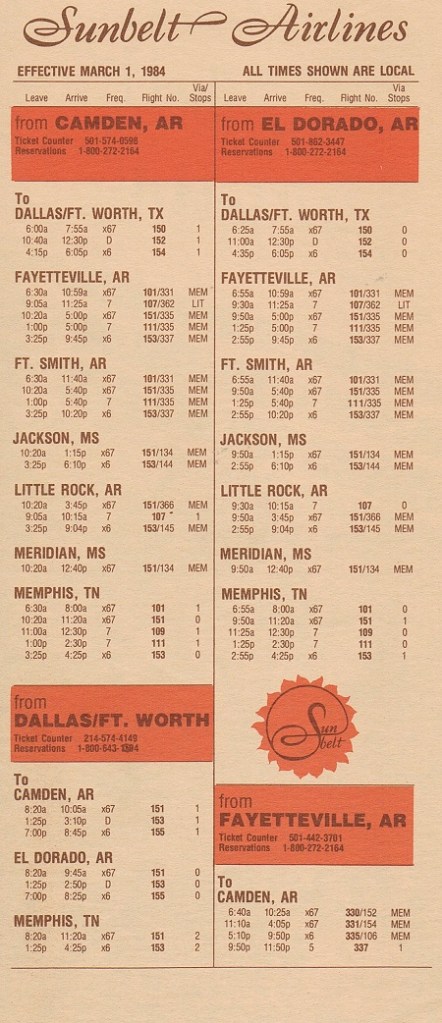 Sunbelt Airlines
EFFECTIVE MARCH 1, 1984
ALL TIMES SHOWN ARE LOCAL
Leave Arrive Freq. Flight No. Via/Stops
from CAMDEN, AR
Ticket Counter 501-574-0598
Reservations 1-800-272-2164
To
DALLAS/FT. WORTH, TX
6:00a 7:55a x67 150 1
10:40a 12:30p D 152 1
4:15p 6:05p x6 154 1
FAYETTEVILLE, AR
6:30a 10:59a x67 101/331 MEM
9:05a 11:25a 7 107/362 LIT
10:20a 5:00p x67 151/335 MEM
1:00p 5:00p 7 111/335 MEM
3:25p 9:45p x6 153/337 MEM
FT. SMITH, AR
6:30a 11:40a x6 101/331 MEM
10:20a 5:40p x67 151/335 MEM
1:00p 5:40p 7 111/335 MEM
3:25p 10:20p x6 153/337 MEM
JACKSON, MS
10:20a 1:15p x67 151/134 MEM
3:25p 6:10p x6 153/144 MEM
LITTLE ROCK, AR
10:20a 3:45p x67 151/366 MEM
9:05a 10:15a 7 107 1
3:25p 9:04p x6 153/145 MEM
MERIDIAN, MS
10:20a 12:40p x67 151/134 MEM
MEMPHIS, TN
6:30a 8:00a x67 101 1
10:20a 11:20a x67 151 0
11:00a 12:30p 7 109 1
1:00p 2:30p 7 111 1
3:25p 4:25p x6 153 0
from
DALLAS/FT. WORTH
Ticket Counter 214-574-4149
Reservations
To
CAMDEN, AR
8:20a 10:05a x67 151 1
1:25p 3:10p D 153 1
7:00p 8:45p x6 155 1
EL DORADO, AR
8:20a 9:45a x67 151 0
1:25p 2:50p D 153 0
7:00p 8:25p x6 155 0
MEMPHIS, TN
8:20a 11:20a x67 151 2
1:25p 4:25p x6 153 2
Leave Arrive Freq. Flight No. Via Stops
from EL DORADO, AR
Ticket Counter 501-862-3447
Reservations 1-800-272-2164
To
DALLAS/FT. WORTH, TX
6:25a 7:55a x67 150 0
11:00a 12:30p D 152 0
4:35p 6:05p x6 154 0
FAYETTEVILLE, AR
6:55a 10:59a x67 101/331 MEM
9:30a 11:25a 7 107/362 LIT
9:50a 5:00p x67 151/335 MEM
1:25p 5:00p 7 111/335 MEM
2:55p 9:45p x6 153/337 MEM
FT. SMITH, AR
6:55a 11:40a x67 101/331 MEM
9:50a 5:40p x67 151/335 MEM
1:25p 5:40p 7 111/335 MEM
2:55p 10:20p x6 153/337 MEM
JACKSON, MS
9:50a 1:15p x67 151/134 MEM
2:55p 6:10p x6 153/144 MEM
LITTLE ROCK, AR
9:30a 10:15a 7 107 0
9:50a 3:45p x67 151/366 MEM
2:55p 9:04p x6 153/145 MEM
MERIDIAN, MS
9:50a 12:40p x67 151/134 MEM
MEMPHIS, TN
6:55a 8:00a x67 101 0
9:50a 11:20a x67 151 1
11:25a 12:30p 7 109 0
1:25p 2:30p 7 111 0
2:55p 4:25p x6 153 1
Sun
belt
from
FAYETTEVILLE, AR
Ticket Counter 501-442-3701
Reservations 1-800-272-2164
To
CAMDEN, AR
6:40a 10:25a x67 330/152 MEM
11:10a 4:05p x67 331/154 MEM
5:10p 9:50p x6 335/106 MEM
9:50p 11:50p 5 337 1